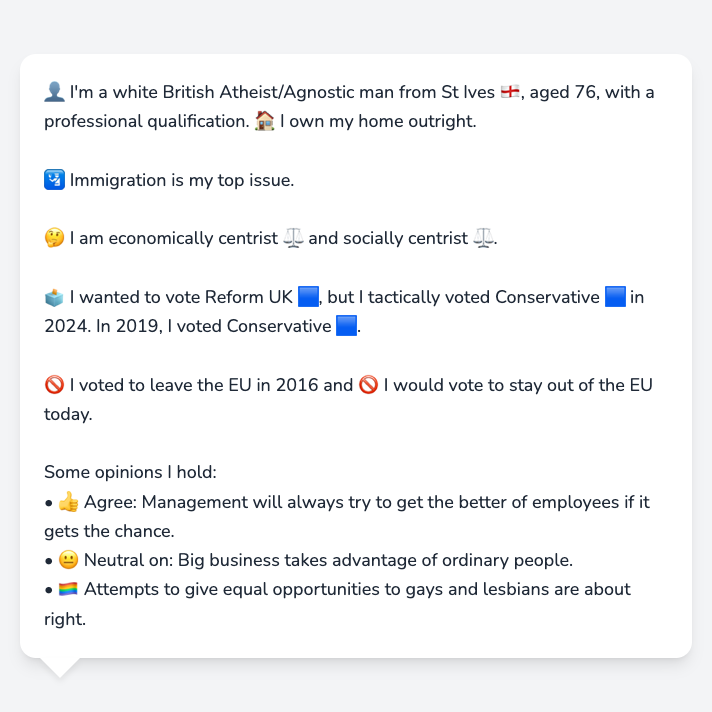 👤 I'm a white British Atheist/Agnostic man from St Ives 🏴󠁧󠁢󠁥󠁮󠁧󠁿, aged 76, with a
professional qualification. 🏠 I own my home outright.
🛂 Immigration is my top issue.
🤔 I am economically centrist ⚖️ and socially centrist ⚖️.
🗳️ I wanted to vote Reform UK 🟦, but I tactically voted Conservative 🟦 in
2024. In 2019, I voted Conservative 🟦.
🚫 I voted to leave the EU in 2016 and 🚫 I would vote to stay out of the EU
today.
Some opinions I hold:
• 👍 Agree: Management will always try to get the better of employees if it
gets the chance.
• 😐 Neutral on: Big business takes advantage of ordinary people.
• 🏳️‍🌈 Attempts to give equal opportunities to gays and lesbians are about
right.